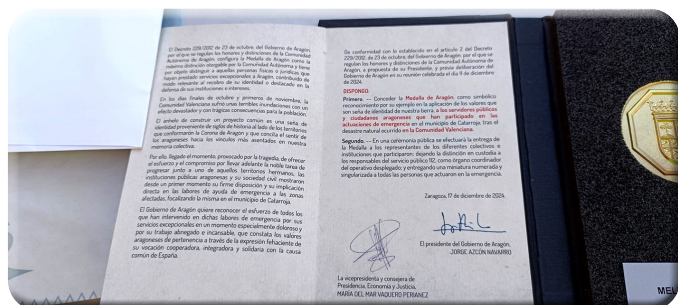 El Decreto 229/2012 de 23 de octubre, del Gobierno de Aragón,
por el que se regulan los honores y distinciones de la Comunidad
Autónoma de Aragón, configura la Medalla de Aragón como la
máxima distinción otorgable por la Comunidad Autónoma y tiene
por objeto distinguir a aquellas personas físicas o jurídicas que
hayan prestado servicios excepcionales a Aragón, contribuido de
modo relevante al recobro de su identidad o destacado en la
defensa de sus instituciones e intereses.
En los días finales de octubre y primeros de noviembre, la
Comunidad Valenciana sufrió unas terribles inundaciones con un
efecto devastador y con trágicas consecuencias para la población.
El anhelo de construir un proyecto común es una seña de
identidad proveniente de siglos de historia al lado de los territorios
que conformaron la Corona de Aragón y que concita el sentir de
los aragoneses hacia los vínculos más asentados en nuestra
memoria colectiva.
Por ello, llegado el momento, provocado por la tragedia, de ofrecer
el esfuerzo y el compromiso por llevar adelante la noble tarea de
progresar junto a uno de aquellos territorios hermanos, las
instituciones públicas aragonesas y su sociedad civil mostraron
desde un primer momento su firme disposición y su implicación
directa en las labores de ayuda de emergencia a las zonas
afectadas, focalizando la misma en el municipio de Catarroja.
El Gobierno de Aragón quiere reconocer el esfuerzo de todos los
que han intervenido en dichas labores de emergencia por sus
servicios excepcionales en un momento especialmente doloroso y
por su trabajo abnegado e incansable, que constata los valores
aragoneses de pertenencia a través de la expresión fehaciente de
su vocación cooperadora, integradora y solidaria con la causa
común de España.
De conformidad con lo establecido en el artículo 2 del Decreto
229/2012, de 23 de octubre, del Gobierno de Aragón, por el que se
regulan los honores y distinciones de la Comunidad Autónoma de
Aragón, a propuesta de su Presidente, y previa deliberación del
Gobierno de Aragón en su reunión celebrada el día 11 de diciembre
de 2024,
DISPONGO:
Primero. -- Conceder la Medalla de Aragón, como simbólico
reconocimiento por su ejemplo en la aplicación de los valores que
son seña de identidad de nuestra tierra, a los servidores públicos
y ciudadanos aragoneses que han participado en las
actuaciones de emergencia en el municipio de Catarroja, tras el
desastre natural ocurrido en la Comunidad Valenciana.
Segundo. -- En una ceremonia pública se efectuará la entrega de
la Medalla a los representantes de los diferentes colectivos e
instituciones que participaron; dejando la distinción en custodia a
los responsables del servicio público 112, como órgano coordinador
del operativo desplegado; y entregando una miniatura numerada y
singularizada a todas las personas que actuaron en la emergencia.
Zaragoza, 17 de diciembre de 2024.
El presidente del Gobierno de Aragón,
JORGE AZCÓN NAVARRO
La vicepresidenta y consejera de
Presidencia, Economía y Justicia,
MARÍA DEL MAR VAQUERO PERIANEZ
MEL